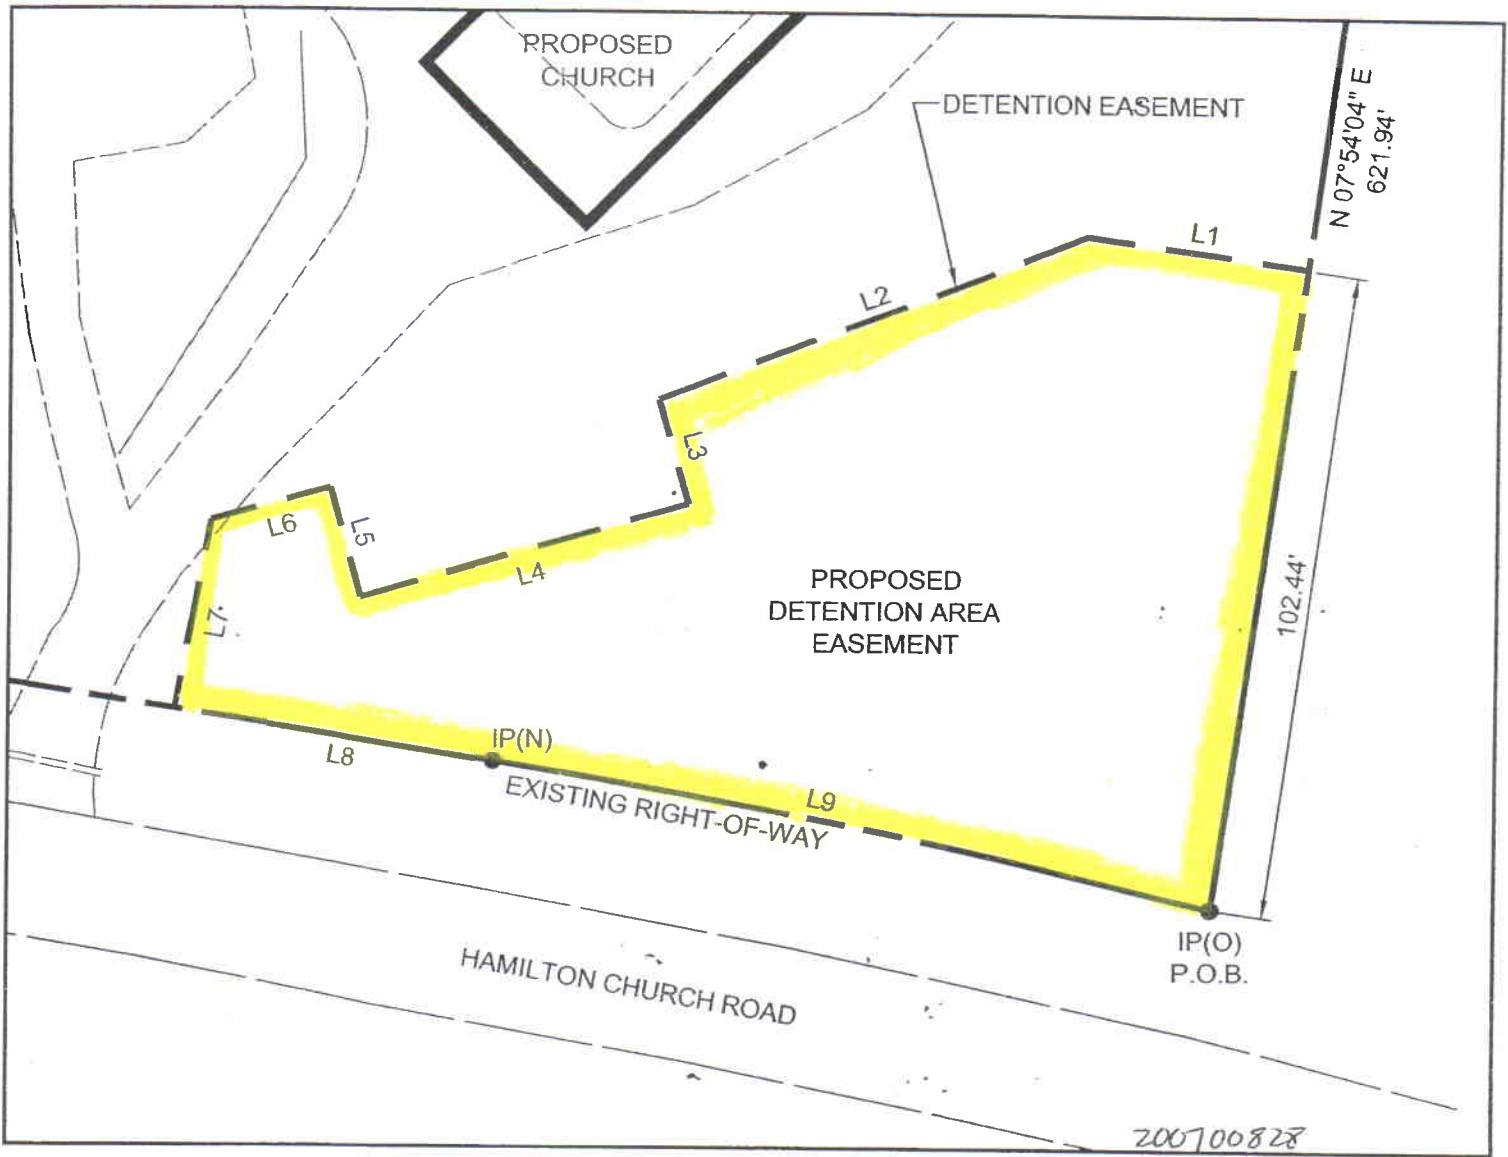 PROPOSED
CHURCH
DETENTION EASEMENT
N 07°54'04" E
621.94'
L1
L2
L3
L6
L5
L4
PROPOSED
DETENTION AREA
EASEMENT
102.44'
L7
IP(N)
L8
EXISTING RIGHT-OF-WAY
L9
IP(O)
P.O.B.
HAMILTON CHURCH ROAD
200700828